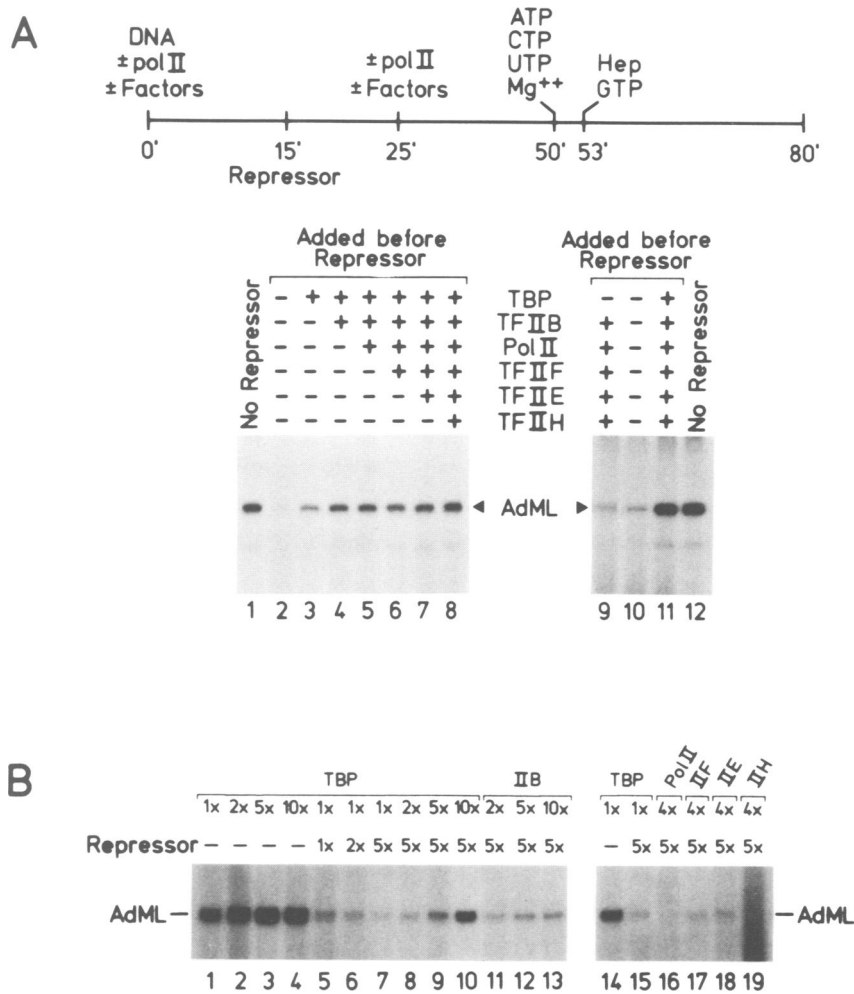 A
DNA
±pol II
±Factors
±pol II
±Factors
ATP
CTP
UTP
Mg++
Hep
GTP
0' 15' 25' 50' 53' 80'
Repressor
Added before
Repressor
Added before
Repressor
No Repressor
No Repressor
- + + + + + + TBP - - +
- - + + + + + TFIIB + - +
- - - + + + + Pol II + - +
- - - - + + + TFIIF + - +
- - - - - + + TFIIE + - +
- - - - - - + TFIIH + - +
◄ AdML ►
1 2 3 4 5 6 7 8 9 10 11 12
B
TBP IIB TBP Pol II IIF IIE IIH
1x 2x 5x 10x 1x 1x 1x 2x 5x 10x 2x 5x 10x 1x 1x 4x 4x 4x 4x
Repressor - - - - 1x 2x 5x 5x 5x 5x 5x 5x 5x - 5x 5x 5x 5x 5x
AdML – – AdML
1 2 3 4 5 6 7 8 9 10 11 12 13 14 15 16 17 18 19